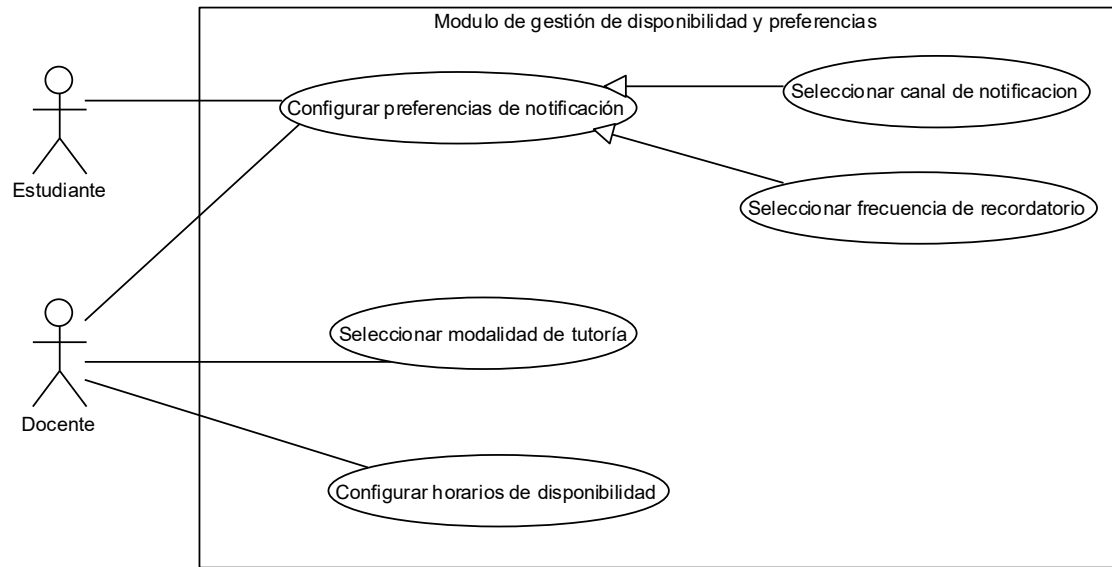 Modulo de gestión de disponibilidad y preferencias
Configurar preferencias de notificación
Seleccionar canal de notificacion
Estudiante
Seleccionar frecuencia de recordatorio
Seleccionar modalidad de tutoría
Docente
Configurar horarios de disponibilidad